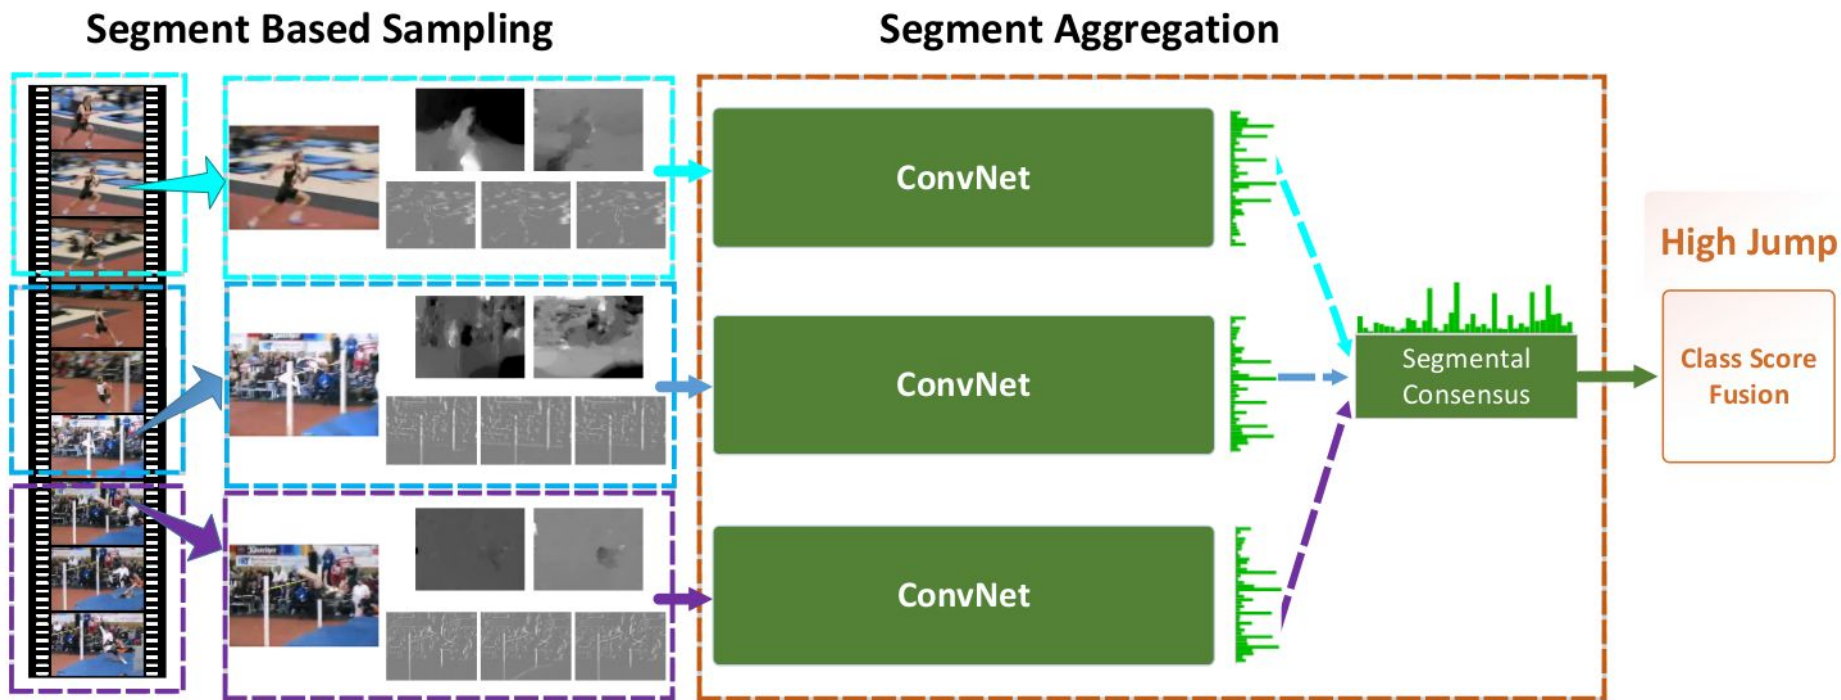 Segment Based Sampling
Segment Aggregation
ConvNet
ConvNet
ConvNet
Segmental
Consensus
High Jump
Class Score
Fusion